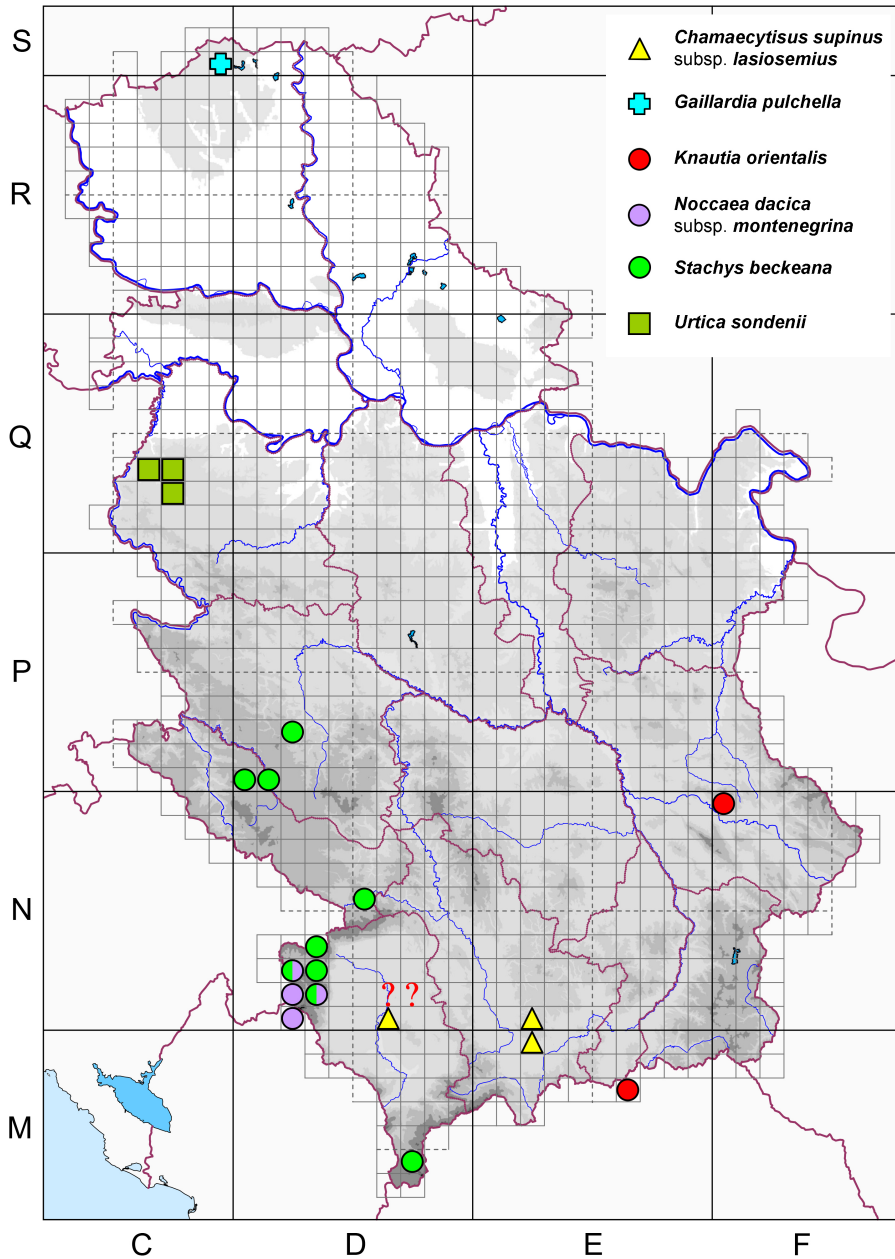 S
R
Q
P
N
M
C
D
E
F
Chamaecytisus supinus
subsp. lasiosemius
Gaillardia pulchella
Knautia orientalis
Noccaea dacica
subsp. montenegrina
Stachys beckeana
Urtica sondenii
? ?